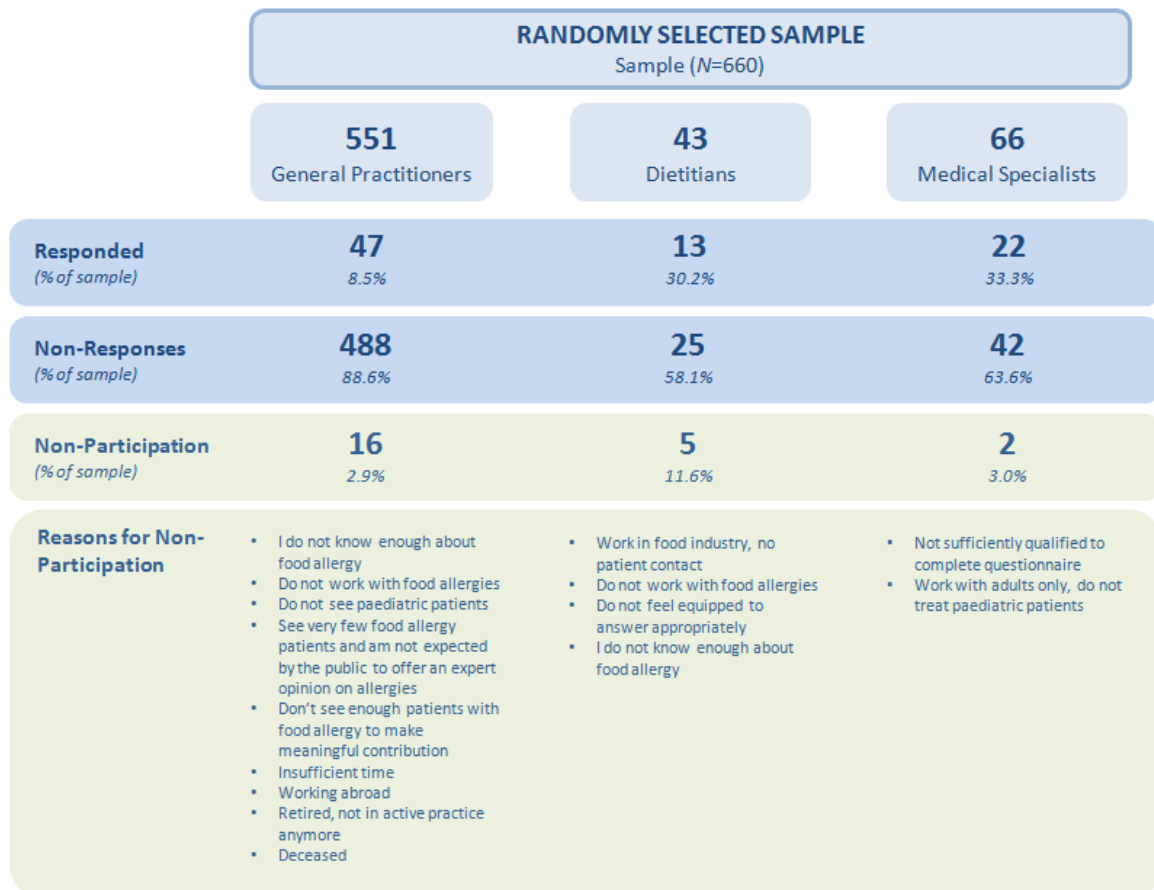 RANDOMLY SELECTED SAMPLE
Sample (N=660)
551
General Practitioners
43
Dietitians
66
Medical Specialists
Responded
(% of sample)
47
8.5%
13
30.2%
22
33.3%
Non-Responses
(% of sample)
488
88.6%
25
58.1%
42
63.6%
Non-Participation
(% of sample)
16
2.9%
5
11.6%
2
3.0%
Reasons for Non-
Participation
• I do not know enough about
food allergy
• Do not work with food allergies
• Do not see paediatric patients
• See very few food allergy
patients and am not expected
by the public to offer an expert
opinion on allergies
• Don't see enough patients with
food allergy to make
meaningful contribution
• Insufficient time
• Working abroad
• Retired, not in active practice
anymore
• Deceased
• Work in food industry, no
patient contact
• Do not work with food allergies
• Do not feel equipped to
answer appropriately
• I do not know enough about
food allergy
• Not sufficiently qualified to
complete questionnaire
• Work with adults only, do not
treat paediatric patients